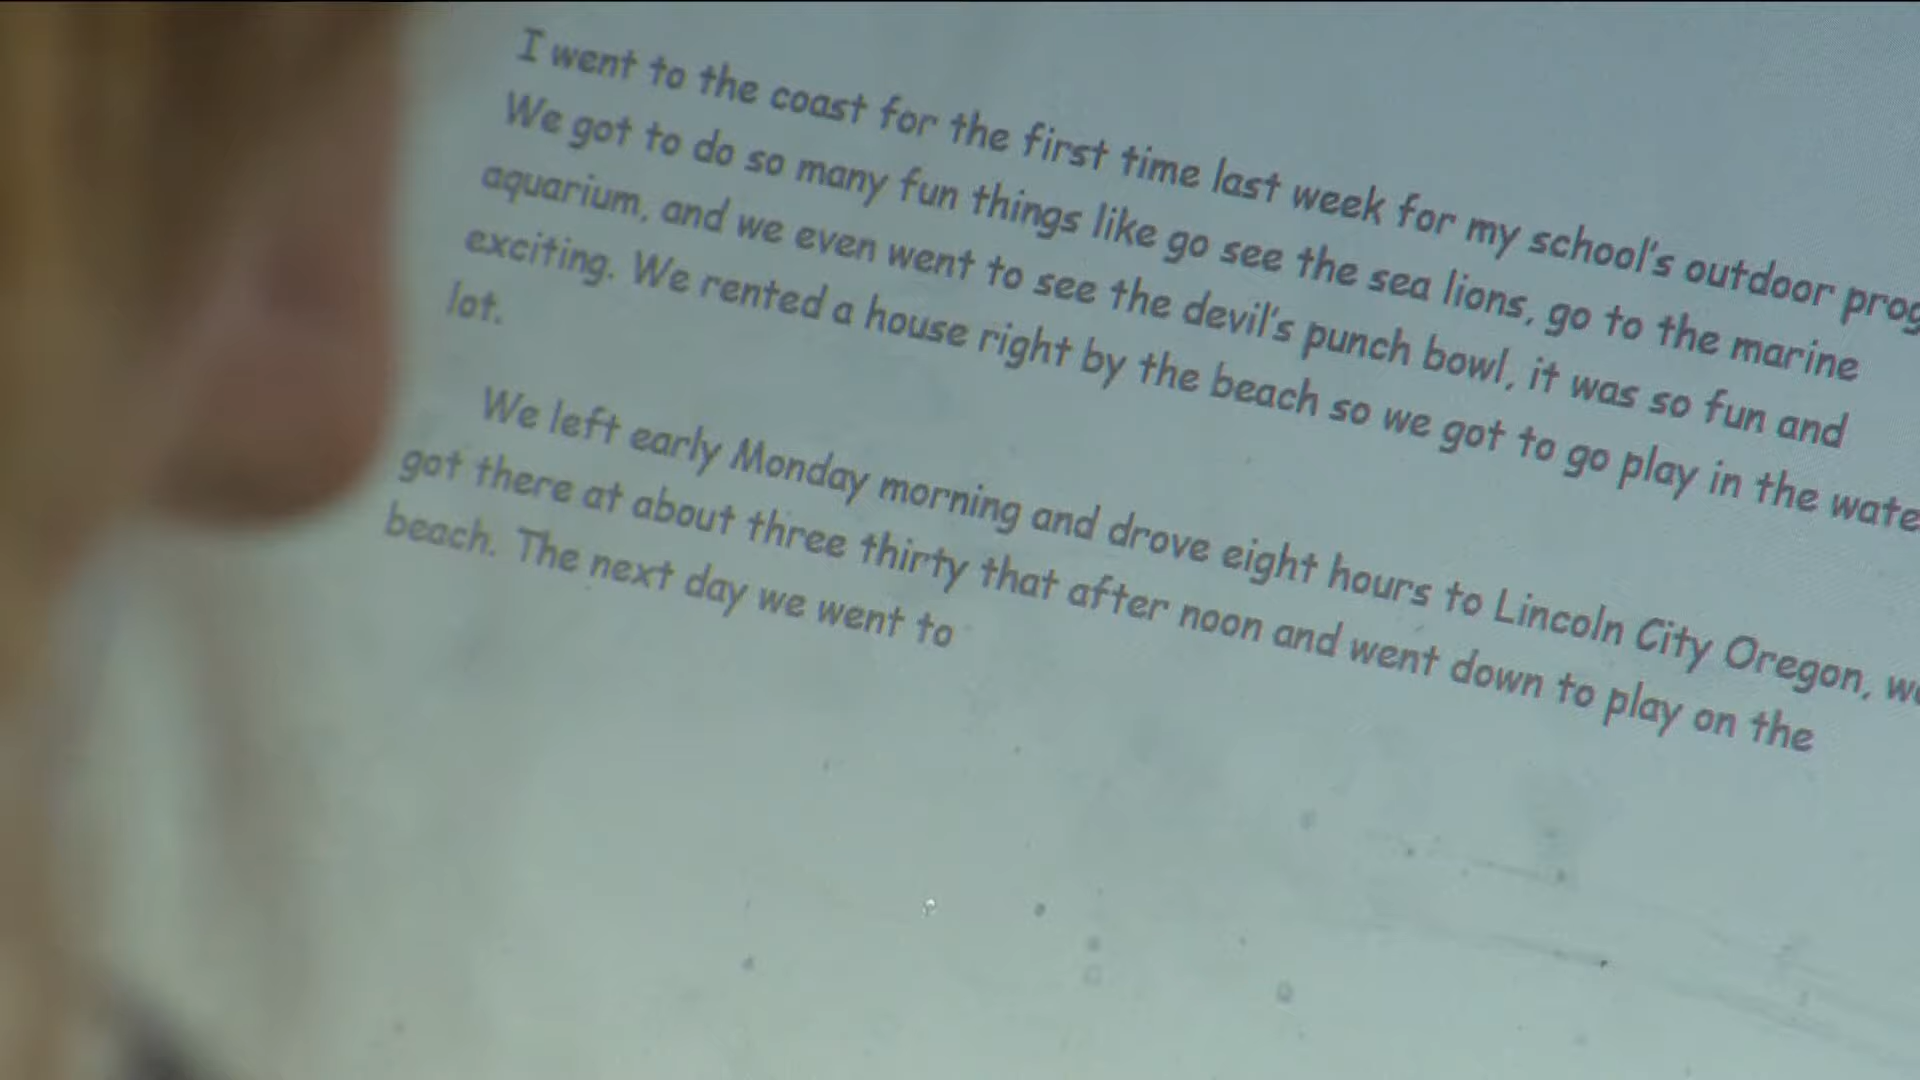 I went to the coast for the first time last week for my school's outdoor
We got to do so many fun things like go see the sea lions, go to the marine
aquarium, and we even went to see the devil's punch bowl, it was so fun and
exciting. We rented a house right by the beach so we got to go play in the
lot.
We left early Monday morning and drove eight hours to Lincoln City Oregon,
got there at about three thirty that after noon and went down to play on the
beach. The next day we went to